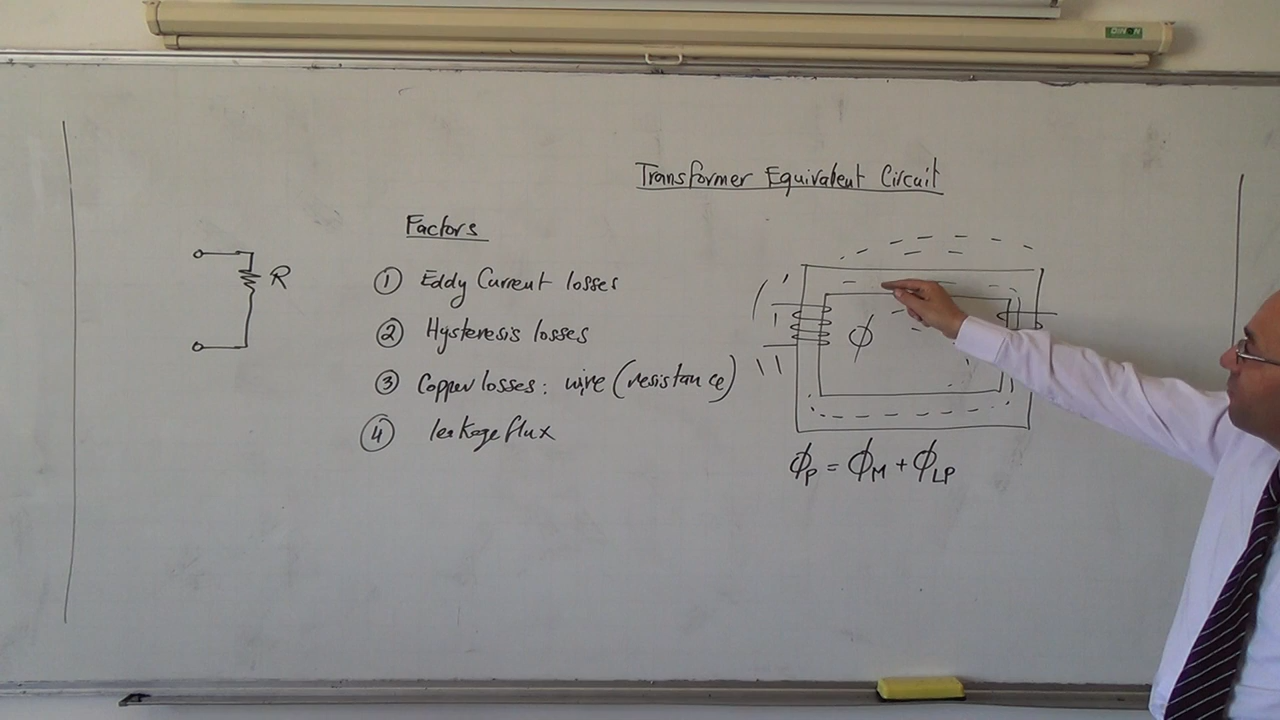 DINON
Transformer Equivalent Circuit
Factors
① Eddy Current losses
② Hysteresis losses
③ Copper losses: wire (resistance)
④ leakage flux
R
ϕ
ϕP = ϕM + ϕLP